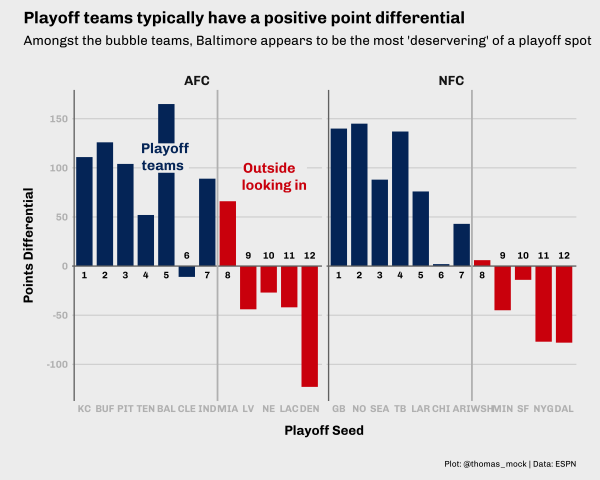 Playoff teams typically have a positive point differential
Amongst the bubble teams, Baltimore appears to be the most 'deservering' of a playoff spot
AFC NFC
150
100
50
0
-50
-100
Points Differential
Playoff
teams
Outside
looking in
1 2 3 4 5 6 7 8 9 10 11 12
1 2 3 4 5 6 7 8 9 10 11 12
KC BUF PIT TEN BAL CLE IND MIA LV NE LAC DEN
GB NO SEA TB LAR CHI ARI WSH MIN SF NYG DAL
Playoff Seed
Plot: @thomas_mock | Data: ESPN